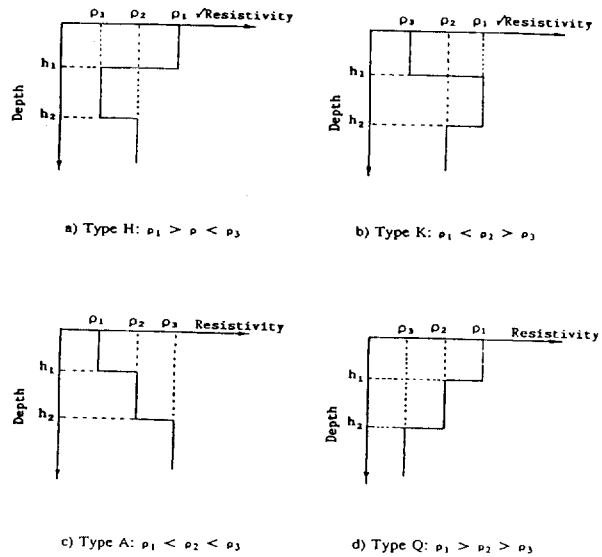 ρ₃ ρ₂ ρ₁ ✓Resistivity
h₁
h₂
Depth
a) Type H: ρ₁ > ρ < ρ₃
ρ₃ ρ₂ ρ₁ ✓Resistivity
h₁
h₂
Depth
b) Type K: ρ₁ < ρ₂ > ρ₃
ρ₁ ρ₂ ρ₃ Resistivity
h₁
h₂
Depth
c) Type A: ρ₁ < ρ₂ < ρ₃
ρ₃ ρ₂ ρ₁ Resistivity
h₁
h₂
Depth
d) Type Q: ρ₁ > ρ₂ > ρ₃